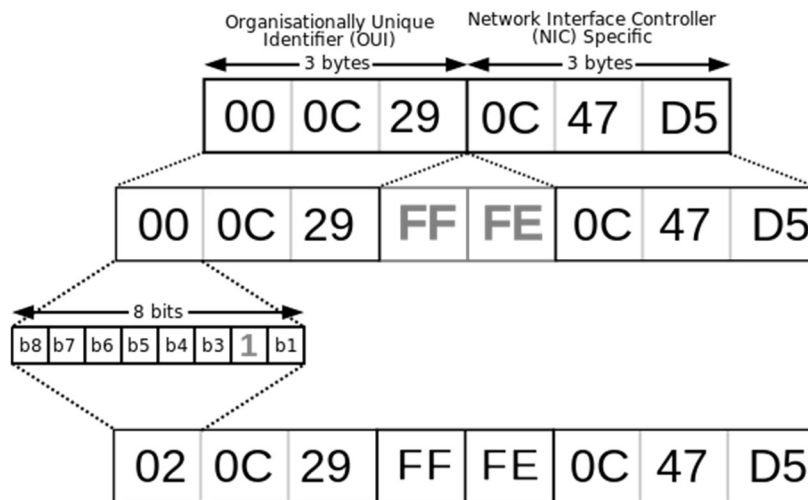 Organisationally Unique
Identifier (OUI)
Network Interface Controller
(NIC) Specific
3 bytes
3 bytes
00 0C 29 0C 47 D5
00 0C 29 FF FE 0C 47 D5
8 bits
b8 b7 b6 b5 b4 b3 1 b1
02 0C 29 FF FE 0C 47 D5